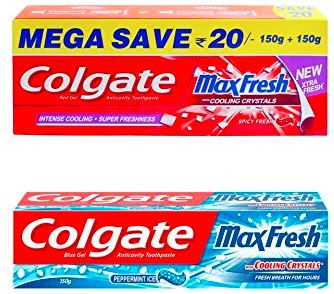 SAVE
20
MEGA SAVE ₹ 20/- 150g + 150g
Colgate
MaxFresh
WITH COOLING CRYSTALS
NEW
XTRA
FRESH
Red Gel Anticavity Toothpaste
INTENSE COOLING • SUPER FRESHNESS
SPICY FRESH
Colgate
MaxFresh
Blue Gel Anticavity Toothpaste
WITH COOLING CRYSTALS
150g
PEPPERMINT ICE
FRESH BREATH FOR HOURS